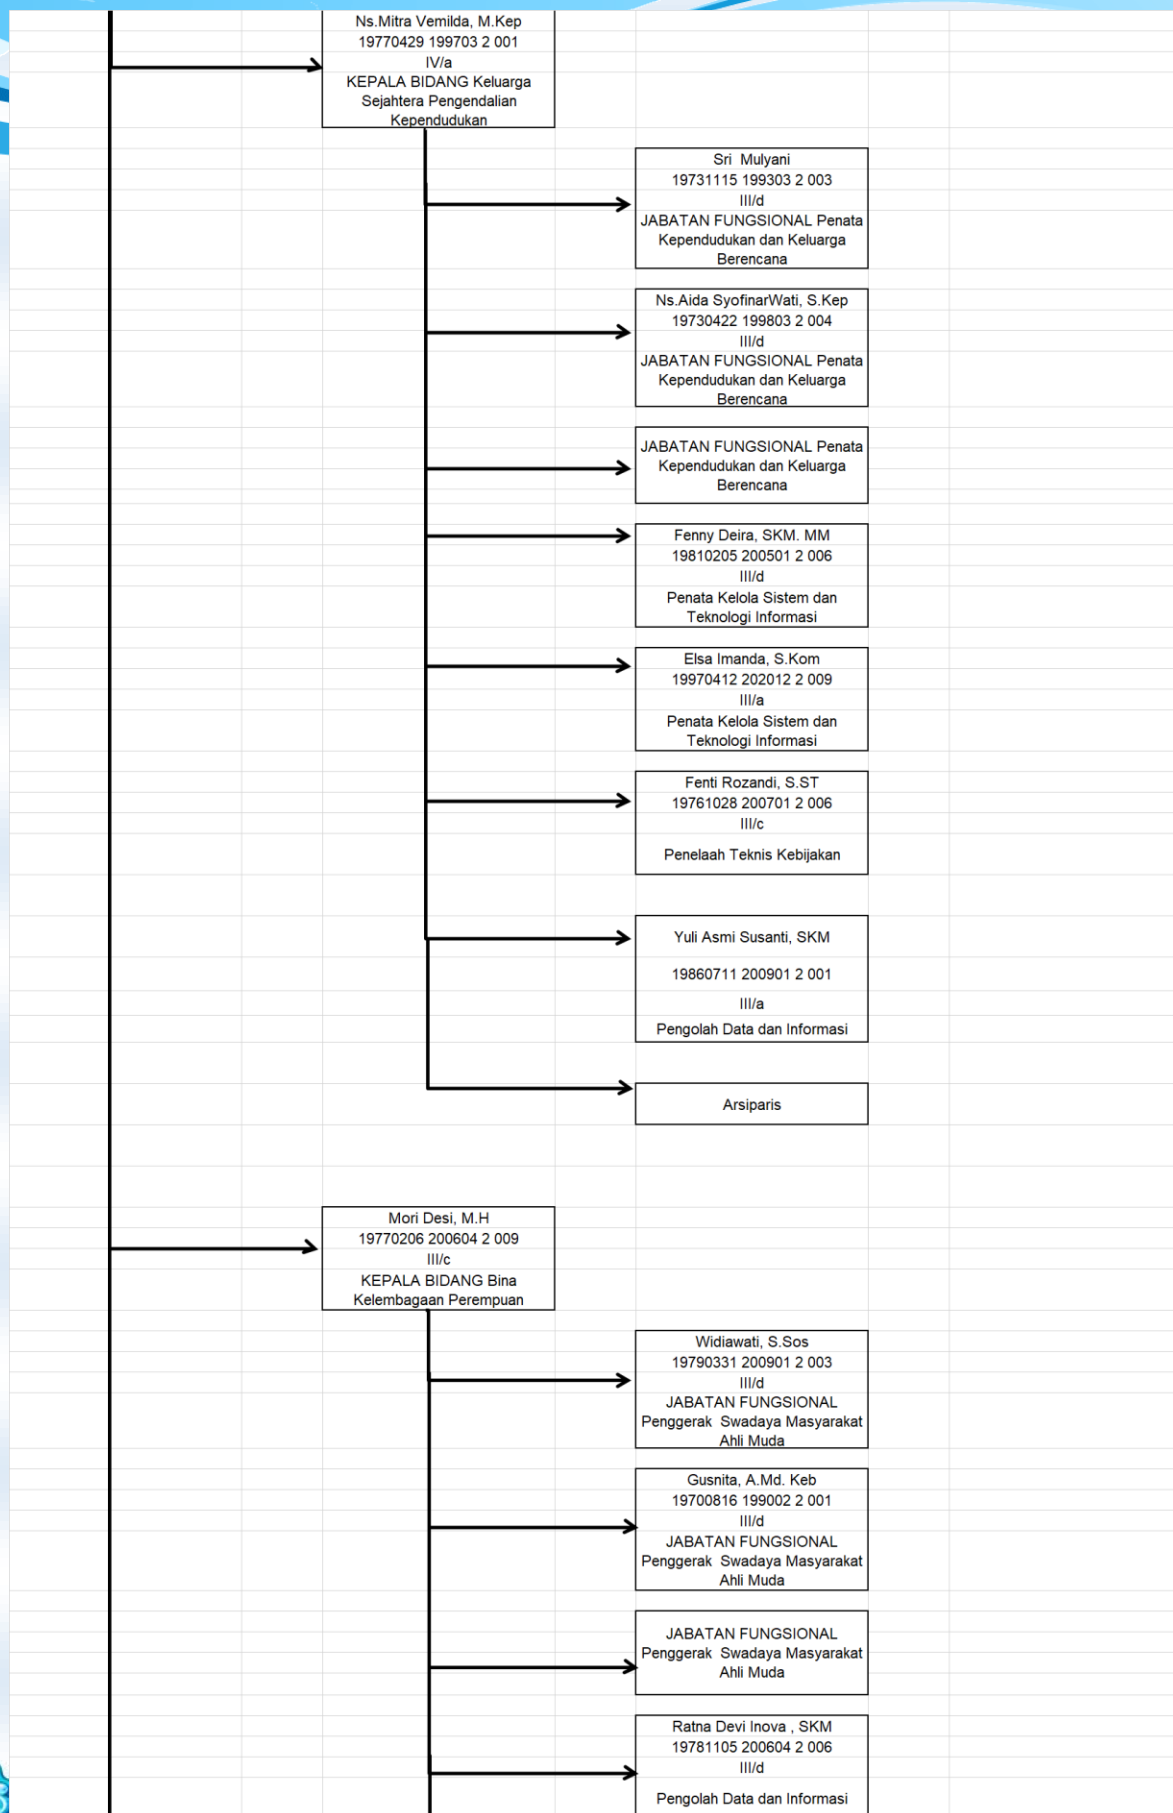 Ns.Mitra Vemilda, M.Kep
19770429 199703 2 001
IV/a
KEPALA BIDANG Keluarga
Sejahtera Pengendalian
Kependudukan
Sri  Mulyani
19731115 199303 2 003
III/d
JABATAN FUNGSIONAL Penata
Kependudukan dan Keluarga
Berencana
Ns.Aida SyofinarWati, S.Kep
19730422 199803 2 004
III/d
JABATAN FUNGSIONAL Penata
Kependudukan dan Keluarga
Berencana
JABATAN FUNGSIONAL Penata
Kependudukan dan Keluarga
Berencana
Fenny Deira, SKM. MM
19810205 200501 2 006
III/d
Penata Kelola Sistem dan
Teknologi Informasi
Elsa Imanda, S.Kom
19970412 202012 2 009
III/a
Penata Kelola Sistem dan
Teknologi Informasi
Fenti Rozandi, S.ST
19761028 200701 2 006
III/c
Penelaah Teknis Kebijakan
Yuli Asmi Susanti, SKM
19860711 200901 2 001
III/a
Pengolah Data dan Informasi
Arsiparis
Mori Desi, M.H
19770206 200604 2 009
III/c
KEPALA BIDANG Bina
Kelembagaan Perempuan
Widiawati, S.Sos
19790331 200901 2 003
III/d
JABATAN FUNGSIONAL
Penggerak  Swadaya Masyarakat
Ahli Muda
Gusnita, A.Md. Keb
19700816 199002 2 001
III/d
JABATAN FUNGSIONAL
Penggerak  Swadaya Masyarakat
Ahli Muda
JABATAN FUNGSIONAL
Penggerak  Swadaya Masyarakat
Ahli Muda
Ratna Devi Inova , SKM
19781105 200604 2 006
III/d
Pengolah Data dan Informasi